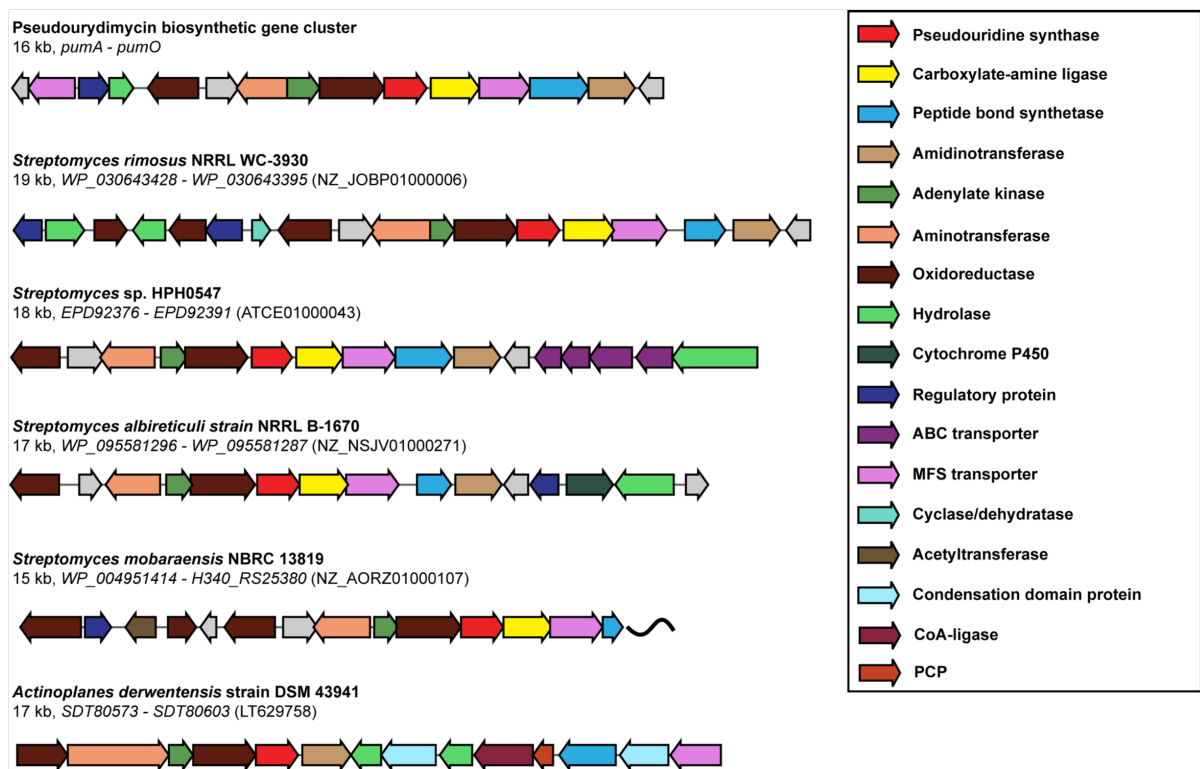 Pseudourydimycin biosynthetic gene cluster
16 kb, pumA - pumO
Streptomyces rimosus NRRL WC-3930
19 kb, WP_030643428 - WP_030643395 (NZ_JOBP01000006)
Streptomyces sp. HPH0547
18 kb, EPD92376 - EPD92391 (ATCE01000043)
Streptomyces albireticuli strain NRRL B-1670
17 kb, WP_095581296 - WP_095581287 (NZ_NSJV01000271)
Streptomyces mobaraensis NBRC 13819
15 kb, WP_004951414 - H340_RS25380 (NZ_AORZ01000107)
Actinoplanes derwentensis strain DSM 43941
17 kb, SDT80573 - SDT80603 (LT629758)
Pseudouridine synthase
Carboxylate-amine ligase
Peptide bond synthetase
Amidinotransferase
Adenylate kinase
Aminotransferase
Oxidoreductase
Hydrolase
Cytochrome P450
Regulatory protein
ABC transporter
MFS transporter
Cyclase/dehydratase
Acetyltransferase
Condensation domain protein
CoA-ligase
PCP